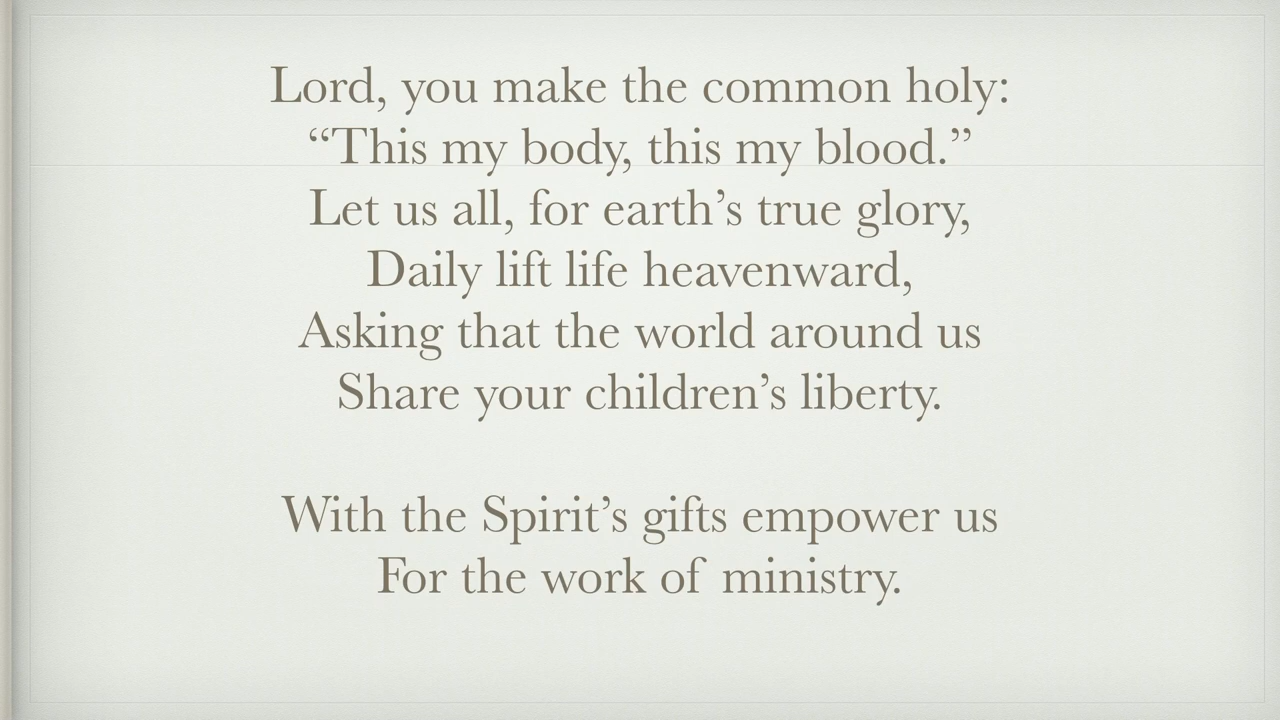 Lord, you make the common holy:
“This my body, this my blood.”
Let us all, for earth’s true glory,
Daily lift life heavenward,
Asking that the world around us
Share your children’s liberty.
With the Spirit’s gifts empower us
For the work of ministry.